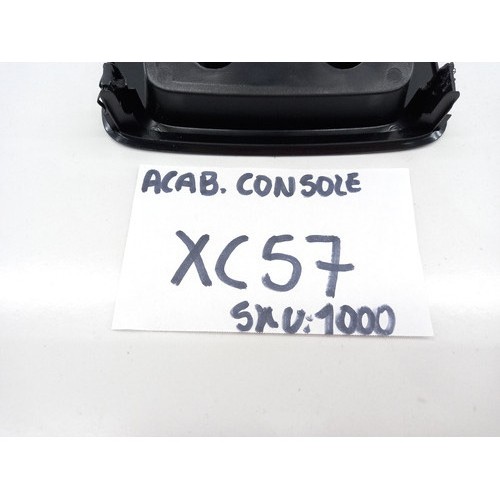 ACAB. CONSOLE
XC57
SKU:1000